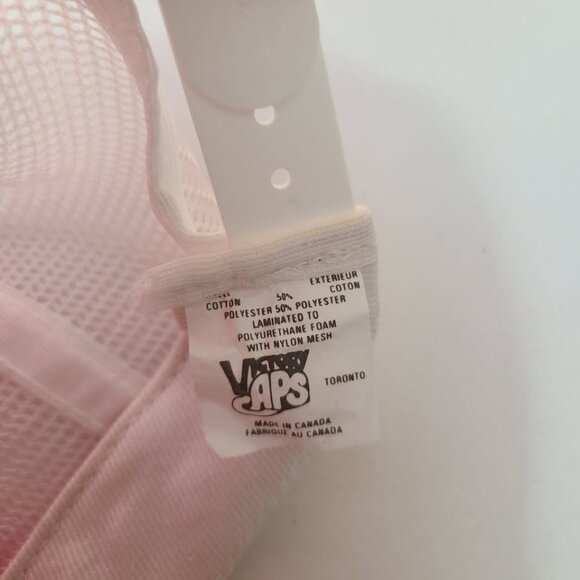 EXTERIEUR
COTTON 50% COTON
POLYESTER 50% POLYESTER
LAMINATED TO
POLYURETHANE FOAM
WITH NYLON MESH
VICTORY
CAPS TORONTO
MADE IN CANADA
FABRIQUE AU CANADA